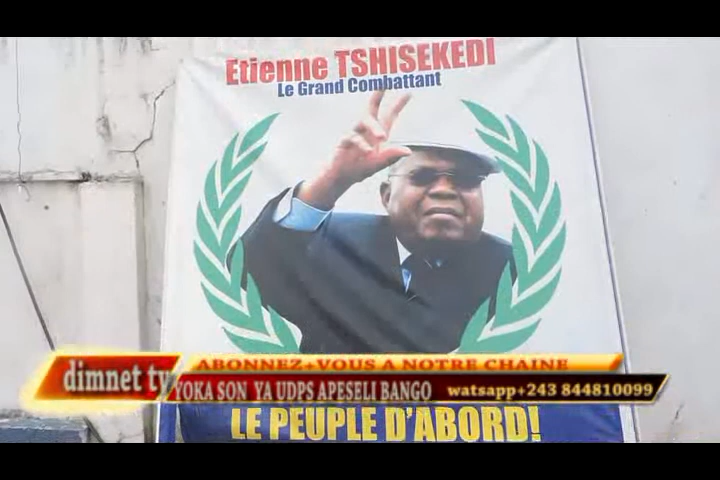 Etienne TSHISEKEDI
Le Grand Combattant
ABONNEZ+VOUS A NOTRE CHAINE
dimnet tv
YOKA SON YA UDPS APESELI BANGO
watsapp+243 844810099
LE PEUPLE D'ABORD!